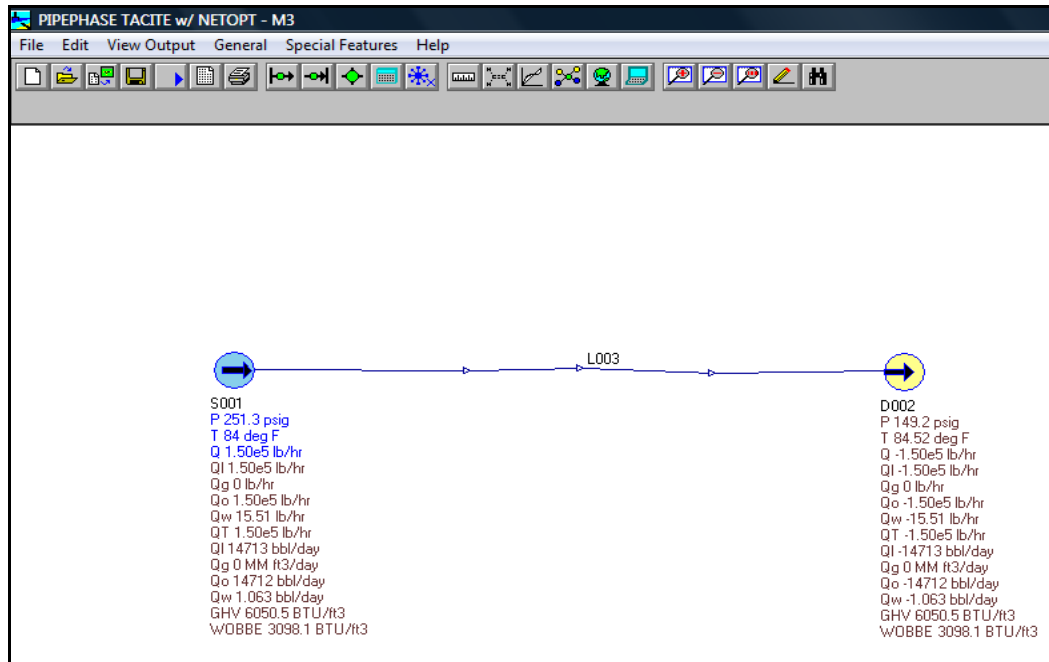 PIPEPHASE TACITE w/ NETOPT - M3
File Edit View Output General Special Features Help
L003
S001
P 251.3 psig
T 84 deg F
Q 1.50e5 lb/hr
Ql 1.50e5 lb/hr
Qg 0 lb/hr
Qo 1.50e5 lb/hr
Qw 15.51 lb/hr
QT 1.50e5 lb/hr
Ql 14713 bbl/day
Qg 0 MM ft3/day
Qo 14712 bbl/day
Qw 1.063 bbl/day
GHV 6050.5 BTU/ft3
WOBBE 3098.1 BTU/ft3
D002
P 149.2 psig
T 84.52 deg F
Q -1.50e5 lb/hr
Ql -1.50e5 lb/hr
Qg 0 lb/hr
Qo -1.50e5 lb/hr
Qw -15.51 lb/hr
QT -1.50e5 lb/hr
Ql -14713 bbl/day
Qg 0 MM ft3/day
Qo -14712 bbl/day
Qw -1.063 bbl/day
GHV 6050.5 BTU/ft3
WOBBE 3098.1 BTU/ft3